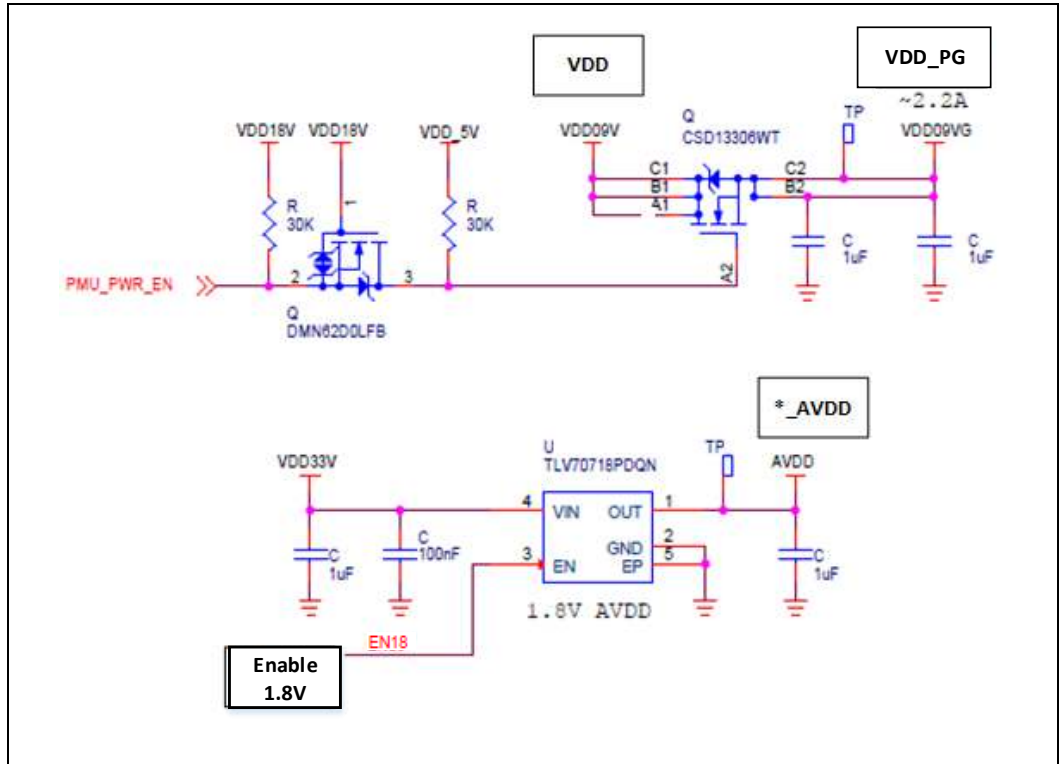 VDD
VDD_PG
~2.2A
VDD18V
VDD18V
VDD_5V
VDD09V
Q
CSD13306WT
TP
VDD09VG
C1
B1
A1
C2
B2
A2
R
30K
1
R
30K
C
1uF
C
1uF
PMU_PWR_EN
2
3
Q
DMN62D0LFB
*_AVDD
VDD33V
U
TLV70718PDQN
TP
AVDD
4
VIN
OUT
1
GND
2
3
EN
EP
5
C
1uF
C
100nF
C
1uF
1.8V AVDD
EN18
Enable
1.8V